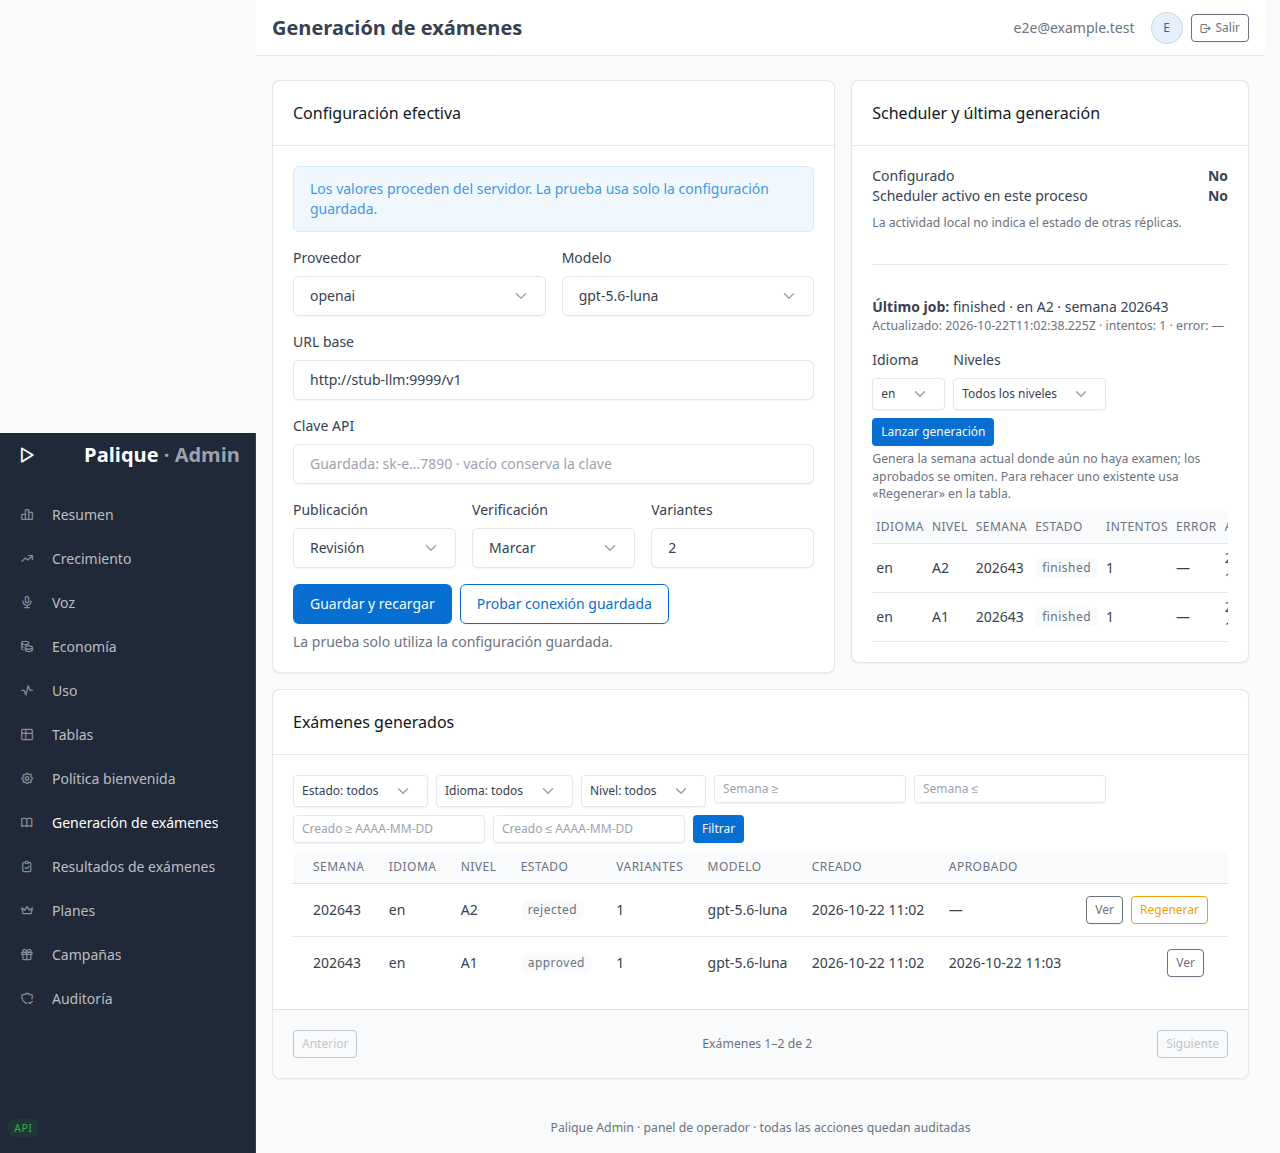 Generación de exámenes
e2e@example.test
E
Salir
Palique · Admin
Resumen
Crecimiento
Voz
Economía
Uso
Tablas
Política bienvenida
Generación de exámenes
Resultados de exámenes
Planes
Campañas
Auditoría
API
Configuración efectiva
Los valores proceden del servidor. La prueba usa solo la configuración
guardada.
Proveedor
Modelo
openai
gpt-5.6-luna
URL base
http://stub-llm:9999/v1
Clave API
Guardada: sk-e…7890 · vacío conserva la clave
Publicación
Verificación
Variantes
Revisión
Marcar
2
Guardar y recargar
Probar conexión guardada
La prueba solo utiliza la configuración guardada.
Scheduler y última generación
Configurado No
Scheduler activo en este proceso No
La actividad local no indica el estado de otras réplicas.
Último job: finished · en A2 · semana 202643
Actualizado: 2026-10-22T11:02:38.225Z · intentos: 1 · error: —
Idioma
Niveles
en
Todos los niveles
Lanzar generación
Genera la semana actual donde aún no haya examen; los
aprobados se omiten. Para rehacer uno existente usa
«Regenerar» en la tabla.
IDIOMA NIVEL SEMANA ESTADO INTENTOS ERROR
en A2 202643 finished 1 —
en A1 202643 finished 1 —
Exámenes generados
Estado: todos
Idioma: todos
Nivel: todos
Semana ≥
Semana ≤
Creado ≥ AAAA-MM-DD
Creado ≤ AAAA-MM-DD
Filtrar
SEMANA IDIOMA NIVEL ESTADO VARIANTES MODELO CREADO APROBADO
202643 en A2 rejected 1 gpt-5.6-luna 2026-10-22 11:02 — Ver Regenerar
202643 en A1 approved 1 gpt-5.6-luna 2026-10-22 11:02 2026-10-22 11:03 Ver
Anterior
Exámenes 1–2 de 2
Siguiente
Palique Admin · panel de operador · todas las acciones quedan auditadas